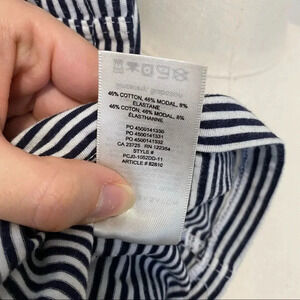 46% COTTON, 46% MODAL, 8%
ELASTANE
46% COTON, 46% MODAL, 8%
ÉLASTHANNE
PO 4500141330
PO 4500141331
PO 4500141332
CA 23725 RN 122354
STYLE #
PCJ0-1052DD-11
ARTICLE # 82810